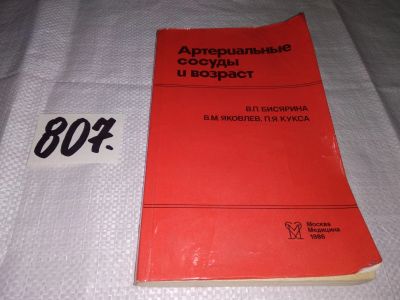 Артериальные
сосуды
и возраст
В.П. БИСЯРИНА
В.М. ЯКОВЛЕВ, П.Я. КУКСА
807.
Москва
Медицина
1986